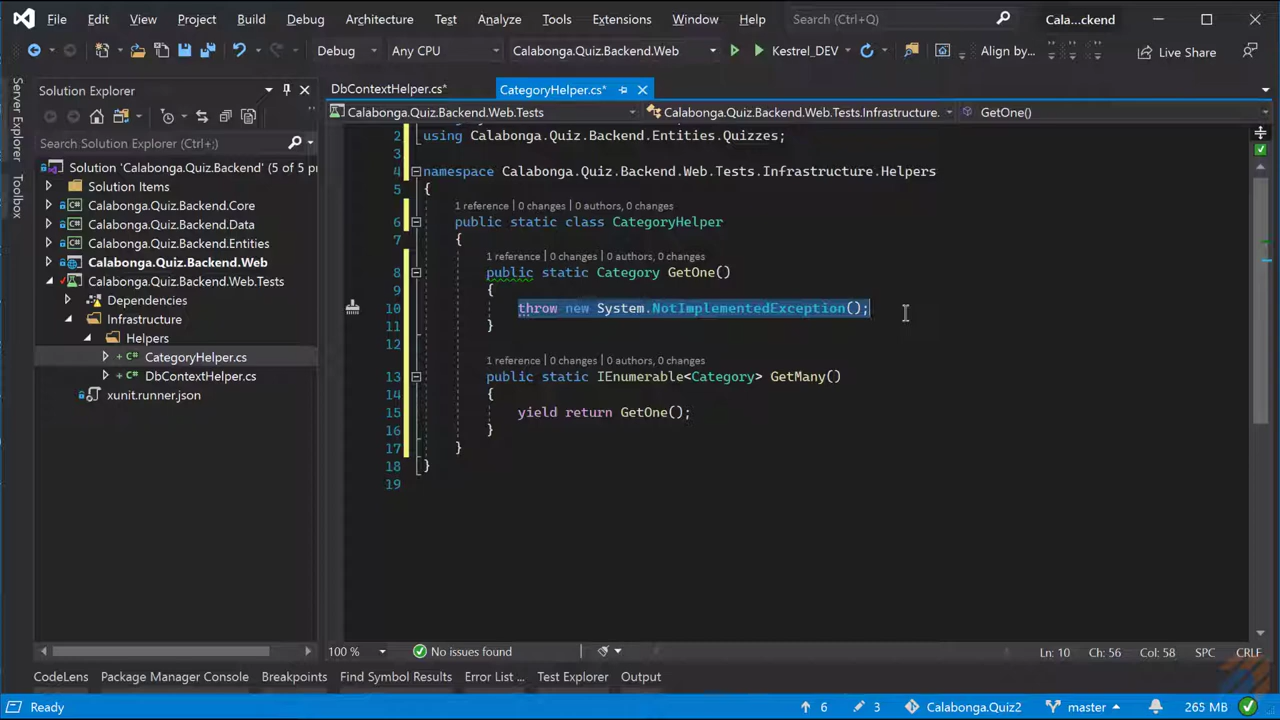 File Edit View Project Build Debug Architecture Test Analyze Tools Extensions Window Help Search (Ctrl+Q) Cala...ckend
Debug Any CPU Calabonga.Quiz.Backend.Web Kestrel_DEV Align by... Live Share
Server Explorer
Toolbox
Solution Explorer
Search Solution Explorer (Ctrl+;)
Solution 'Calabonga.Quiz.Backend' (5 of 5 p
Solution Items
Calabonga.Quiz.Backend.Core
Calabonga.Quiz.Backend.Data
Calabonga.Quiz.Backend.Entities
Calabonga.Quiz.Backend.Web
Calabonga.Quiz.Backend.Web.Tests
Dependencies
Infrastructure
Helpers
+ C# CategoryHelper.cs
+ C# DbContextHelper.cs
xunit.runner.json
DbContextHelper.cs* CategoryHelper.cs*
Calabonga.Quiz.Backend.Web.Tests Calabonga.Quiz.Backend.Web.Tests.Infrastructure. GetOne()
2 using Calabonga.Quiz.Backend.Entities.Quizzes;
3
4 namespace Calabonga.Quiz.Backend.Web.Tests.Infrastructure.Helpers
5 {
1 reference | 0 changes | 0 authors, 0 changes
6 public static class CategoryHelper
7 {
1 reference | 0 changes | 0 authors, 0 changes
8 public static Category GetOne()
9 {
10 throw new System.NotImplementedException();
11 }
12
1 reference | 0 changes | 0 authors, 0 changes
13 public static IEnumerable<Category> GetMany()
14 {
15 yield return GetOne();
16 }
17 }
18 }
19
100 % No issues found Ln: 10 Ch: 56 Col: 58 SPC CRLF
CodeLens Package Manager Console Breakpoints Find Symbol Results Error List ... Test Explorer Output
Ready 6 3 Calabonga.Quiz2 master 265 MB